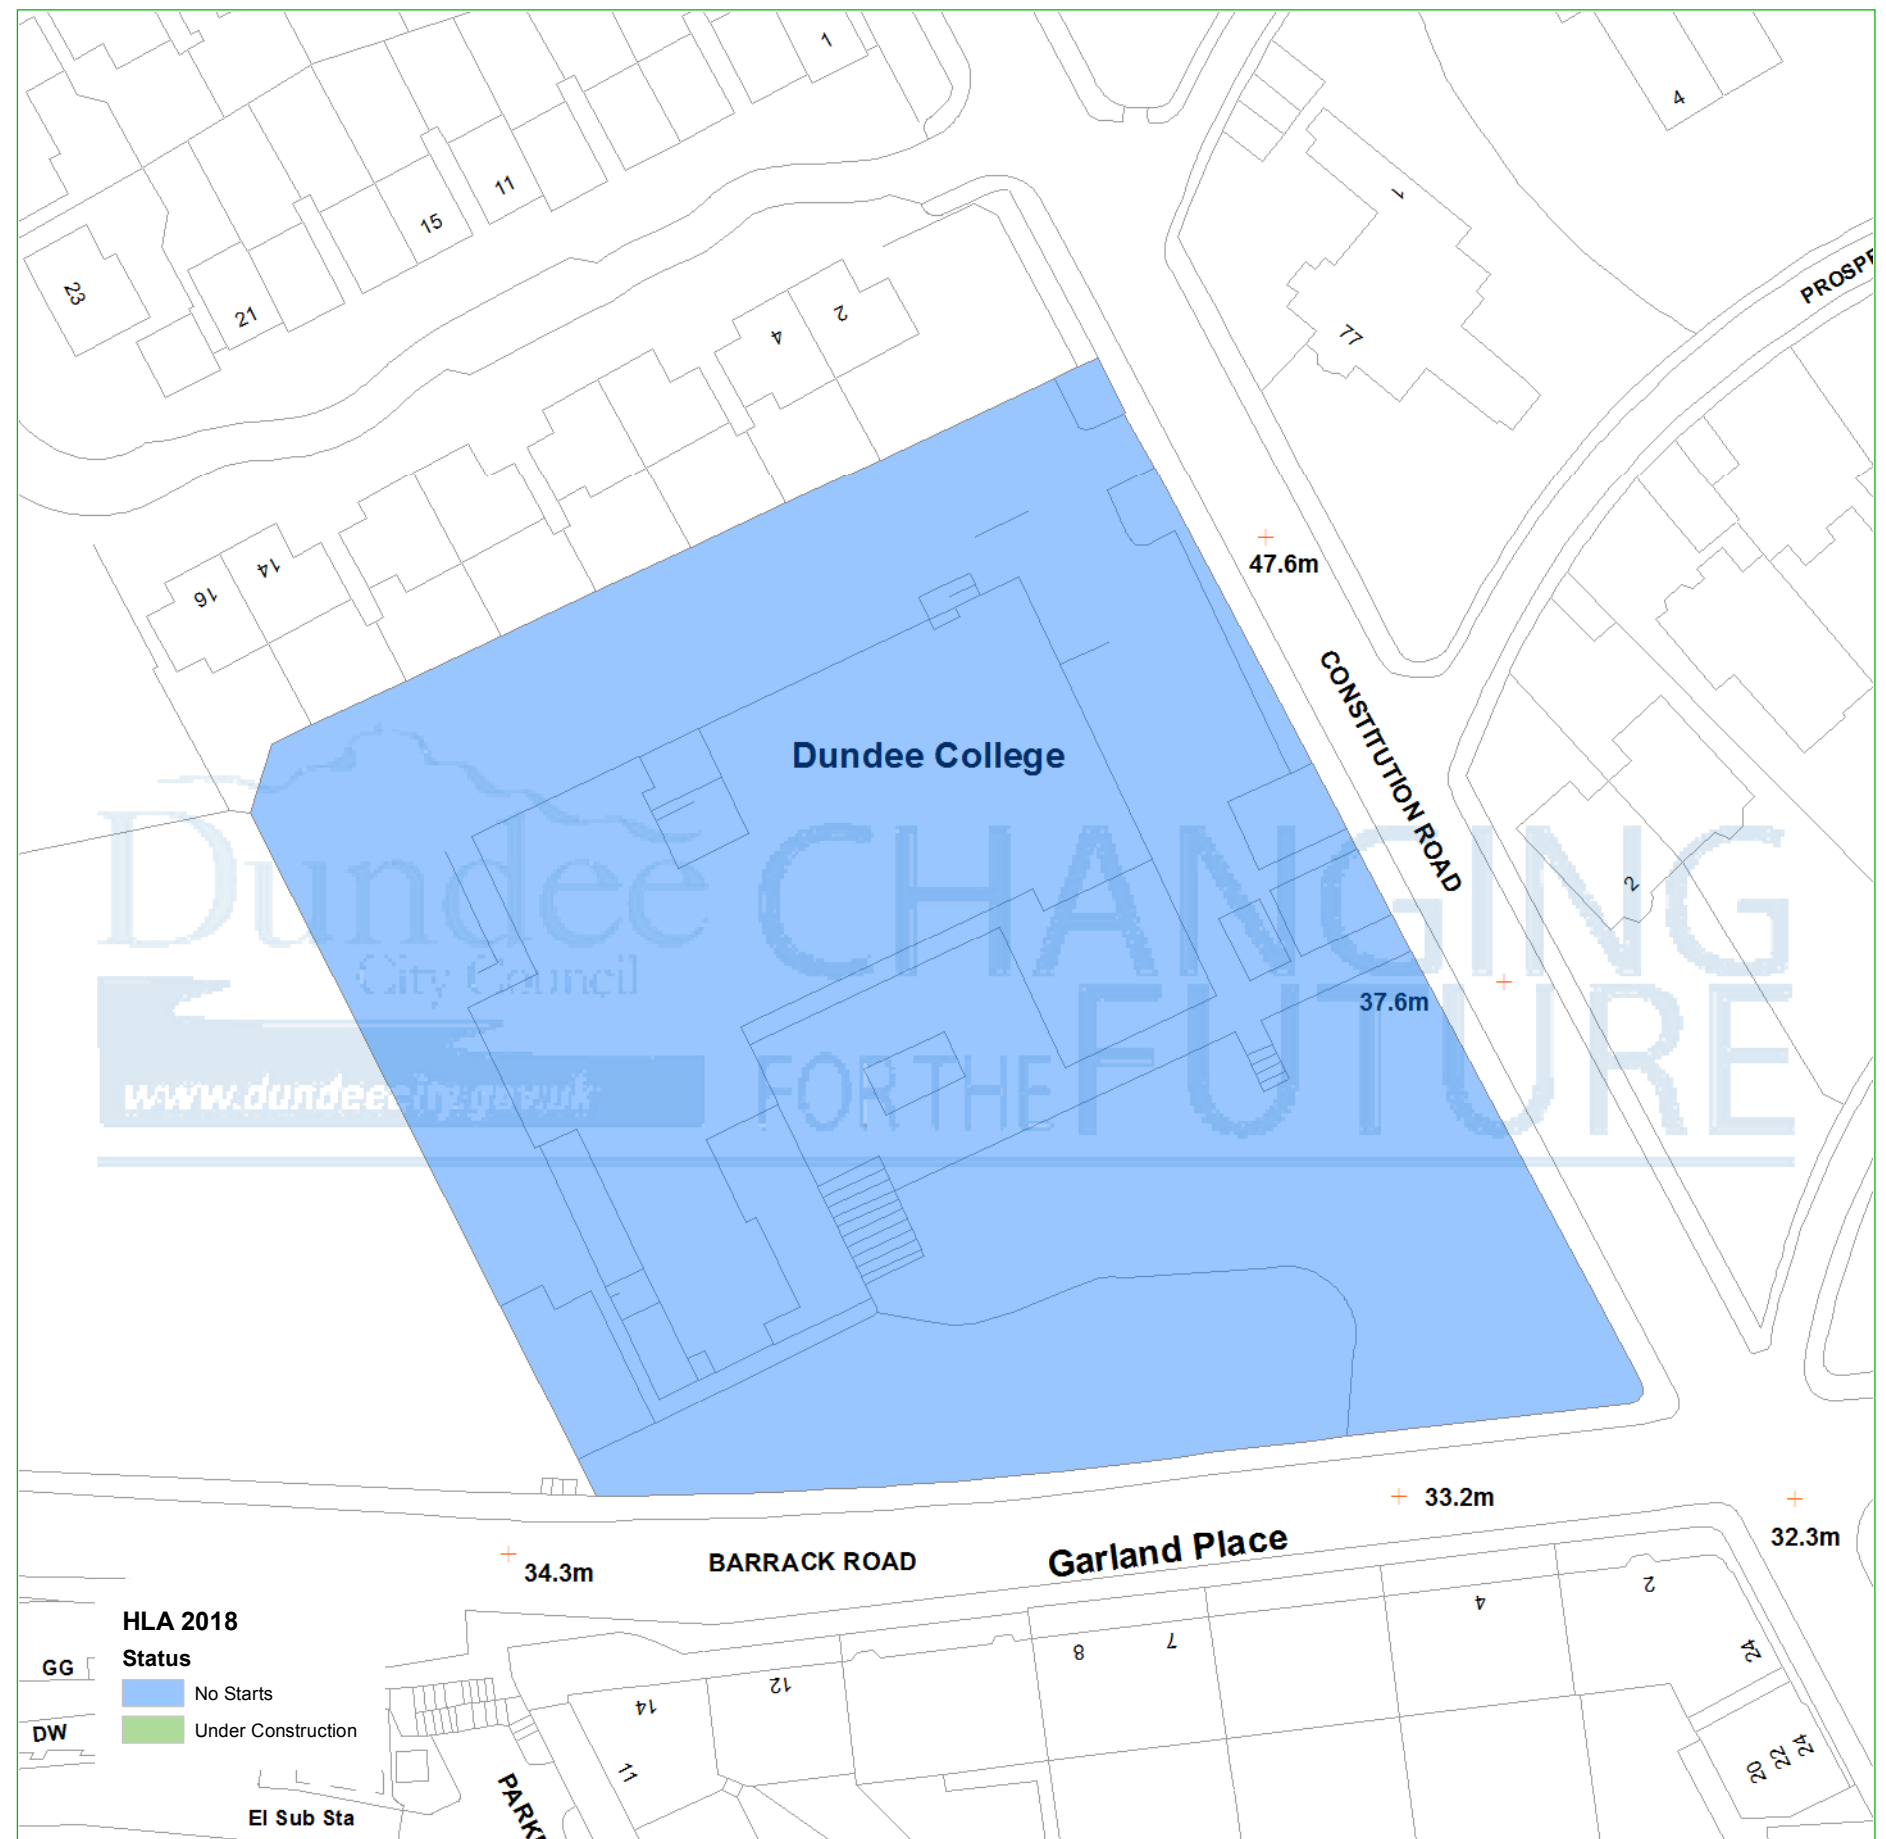 1
4
11
1
15
23
21
PROSPE
2
4
77
47.6m
14
16
CONSTITUTION ROAD
Dundee College
2
Dundee CHANGING
City Council
37.6m
FOR THE FUTURE
www.dundeecity.gov.uk
33.2m
32.3m
34.3m
BARRACK ROAD
Garland Place
2
4
HLA 2018
Status
7
8
24
GG
No Starts
12
14
Under Construction
DW
24
22
20
11
PARK
El Sub Sta